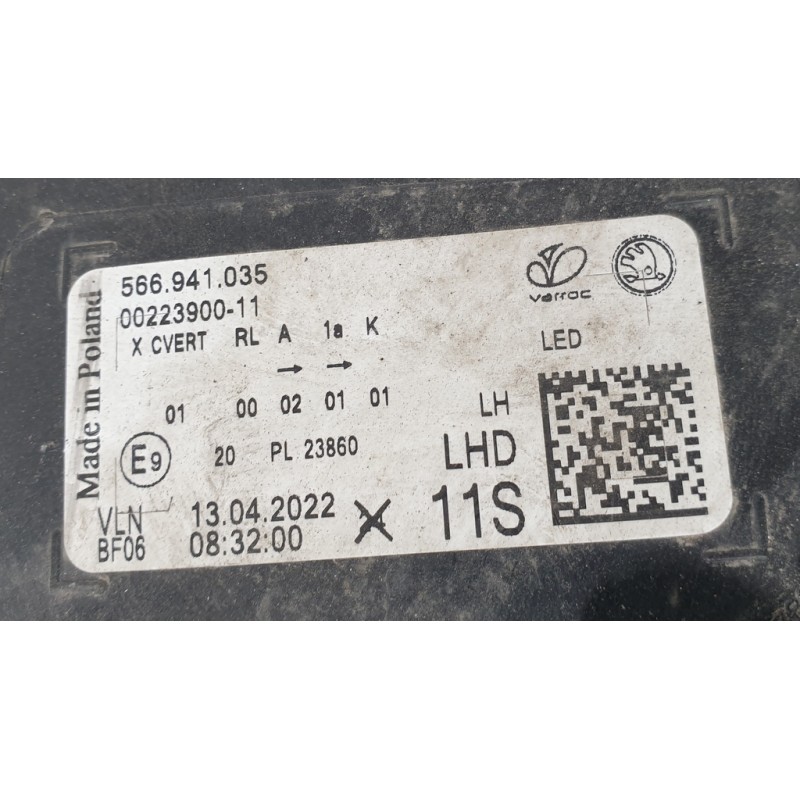 Made in Poland
566.941.035
00223900-11
X CVERT RL A 1a K
→ →
01 00 02 01 01
E9 20 PL 23860
VLN 13.04.2022
BF06 08:32:00
varroc
LED
LH
LHD
11S